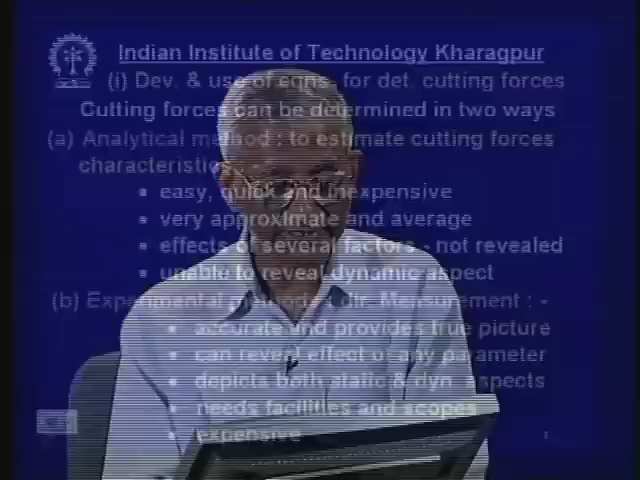 Indian Institute of Technology Kharagpur
(i) Dev. & use of eqns. for det. cutting forces
Cutting forces can be determined in two ways
(a) Analytical method : to estimate cutting forces
characteristic
▪ easy, quick and inexpensive
▪ very approximate and average
▪ effects of several factors - not revealed
▪ unable to reveal dynamic aspect
(b) Experimental dir. Measurement : -
▪ accurate and provides true picture
▪ can reveal effect of any parameter
▪ depicts both static & dyn. aspects
▪ needs facilities and scopes
▪ expensive